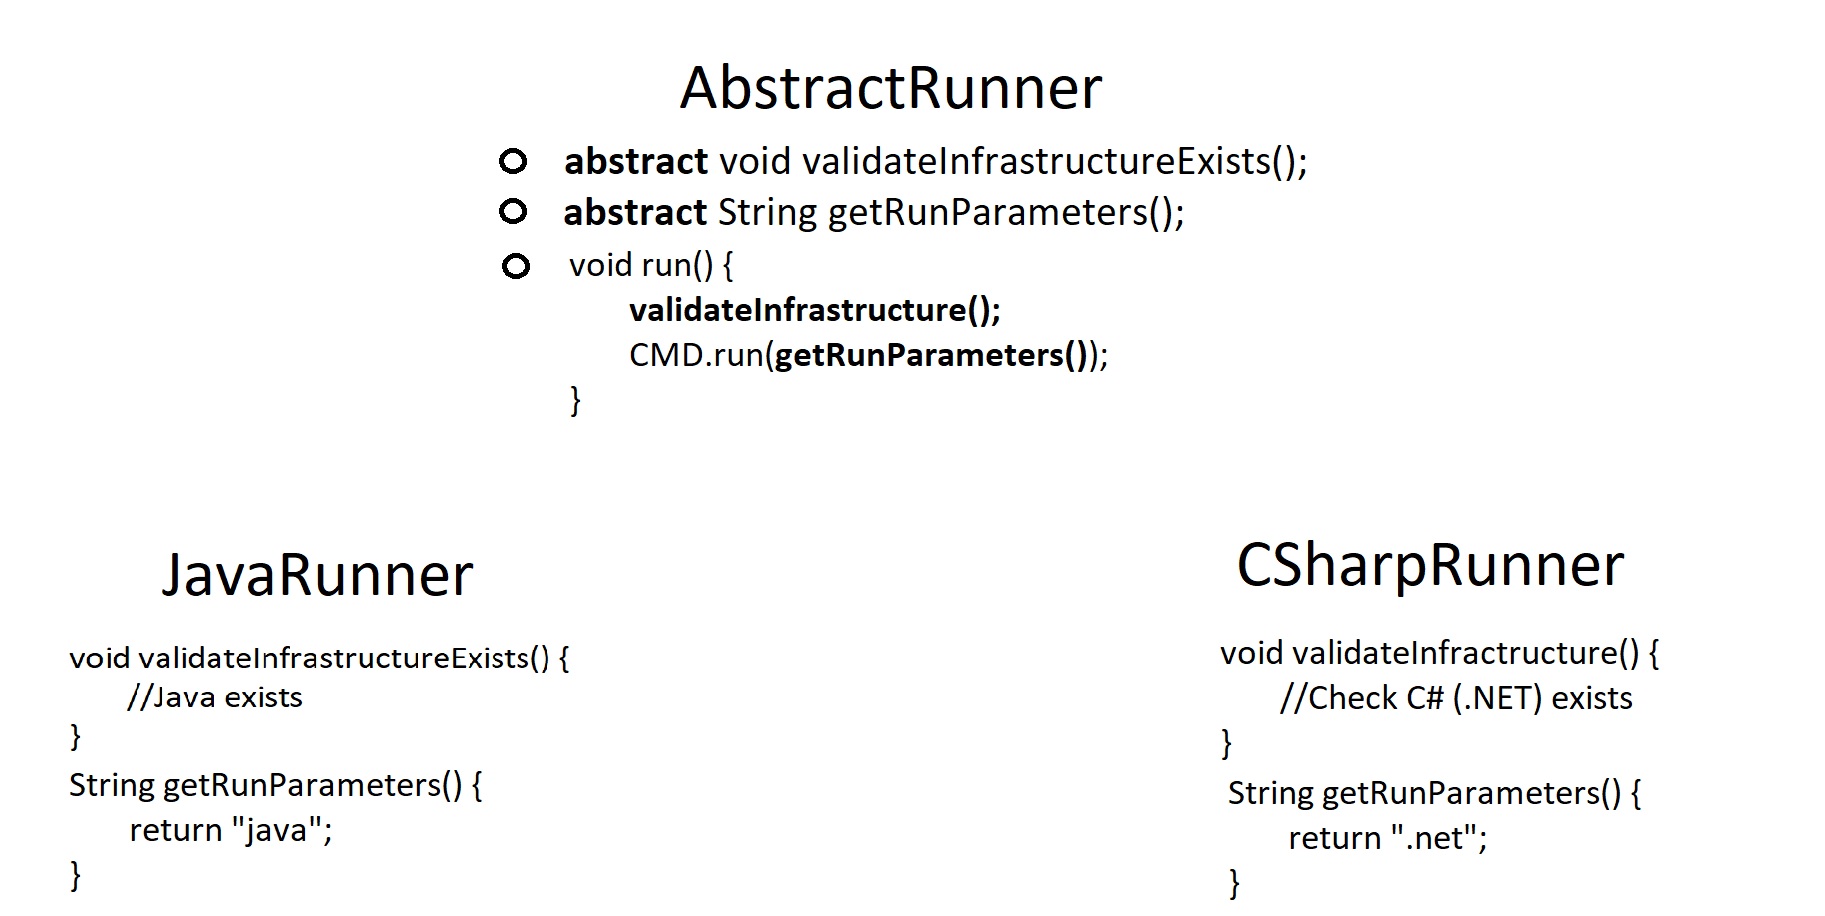 AbstractRunner
abstract void validateInfrastructureExists();
abstract String getRunParameters();
void run() {
validateInfrastructure();
CMD.run(getRunParameters());
}
JavaRunner
void validateInfrastructureExists() {
//Java exists
}
String getRunParameters() {
return "java";
}
CSharpRunner
void validateInfractructure() {
//Check C# (.NET) exists
}
String getRunParameters() {
return ".net";
}